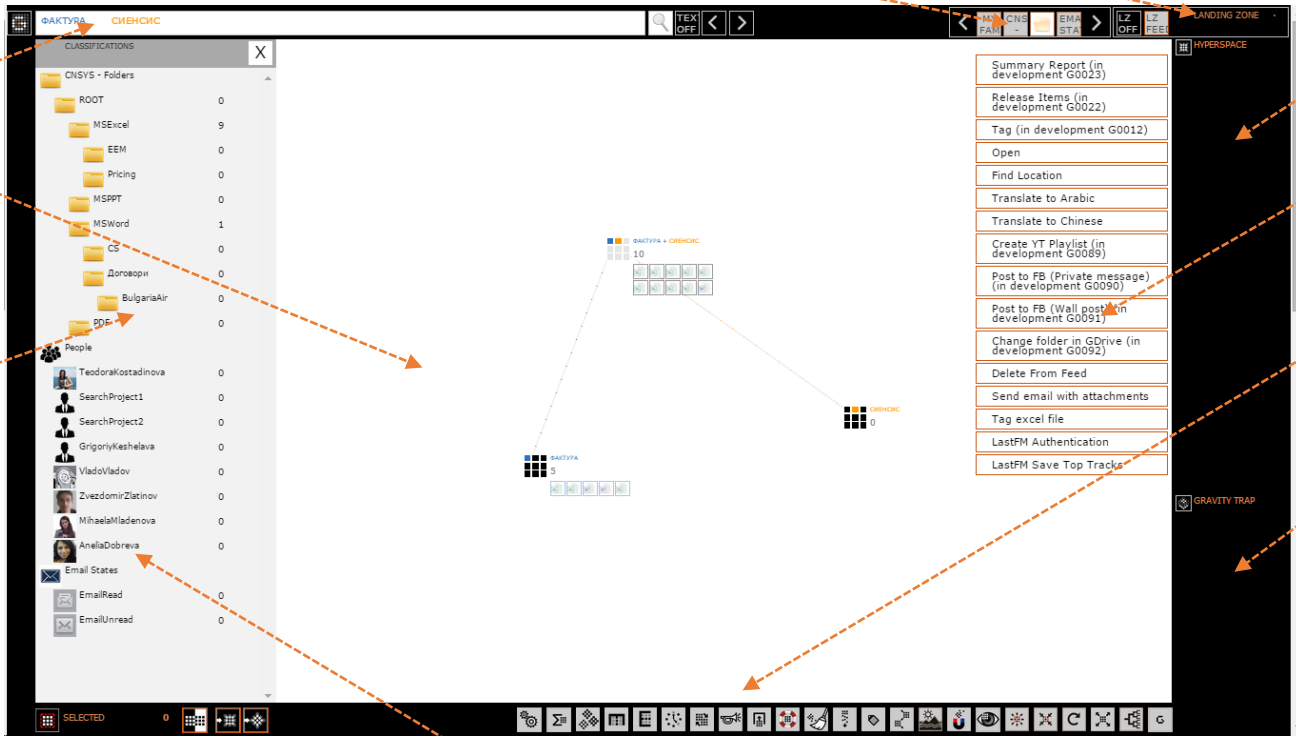 ФАКТУРА СИЕНСИС
TEX
OFF
*MY
FAM
CNS
-
EMA
STA
LZ
OFF
LZ
FEEI
LANDING ZONE -
CLASSIFICATIONS
X
HYPERSPACE
CNSYS - Folders
ROOT 0
MSExcel 9
EEM 0
Pricing 0
MSPPT 0
MSWord 1
CS 0
Договори 0
BulgariaAir 0
PDF 0
People
TeodoraKostadinova 0
SearchProject1 0
SearchProject2 0
GrigoriyKeshelava 0
VladoVladov 0
ZvezdomirZlatinov 0
MihaelaMladenova 0
AneliaDobreva 0
Email States
EmailRead 0
EmailUnread 0
ФАКТУРА + СИЕНСИС
10
СИЕНСИС
0
ФАКТУРА
5
Summary Report (in
development G0023)
Release Items (in
development G0022)
Tag (in development G0012)
Open
Find Location
Translate to Arabic
Translate to Chinese
Create YT Playlist (in
development G0089)
Post to FB (Private message)
(in development G0090)
Post to FB (Wall post) (in
development G0091)
Change folder in GDrive (in
development G0092)
Delete From Feed
Send email with attachments
Tag excel file
LastFM Authentication
LastFM Save Top Tracks
GRAVITY TRAP
SELECTED 0
G